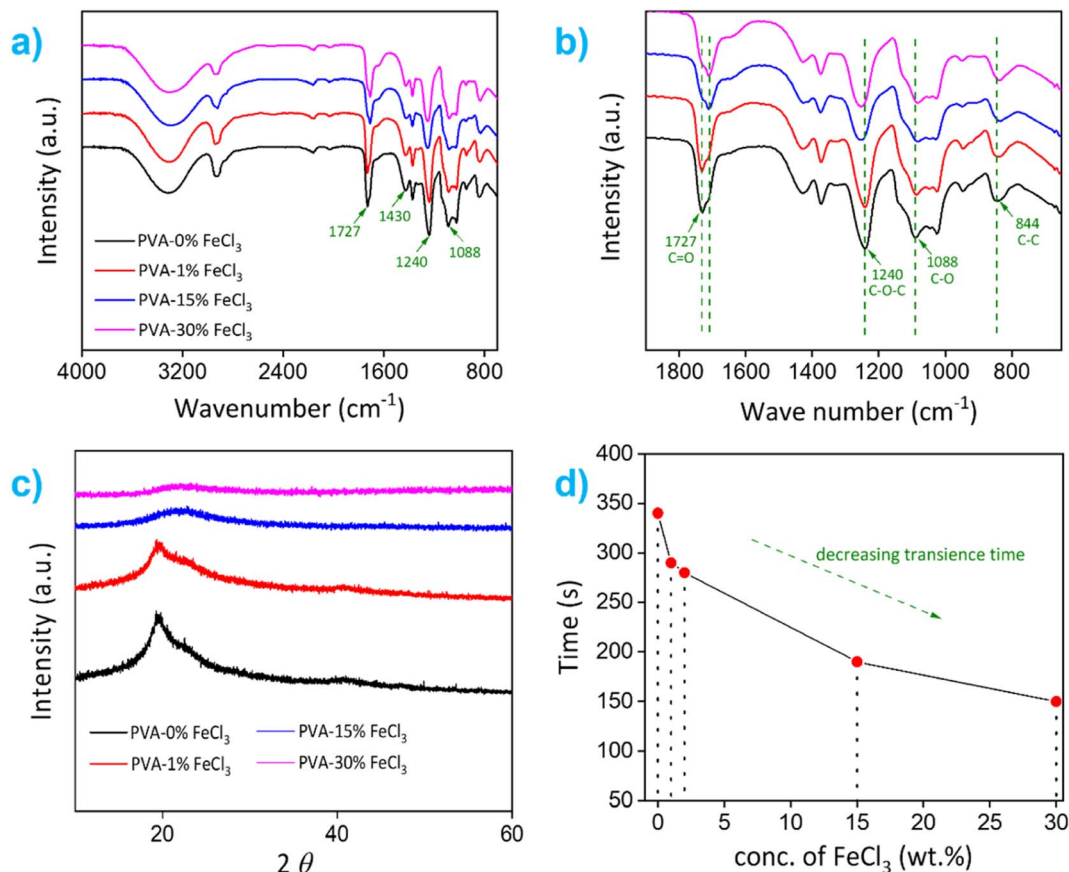 a)
Intensity (a.u.)
1727
1430
1240
1088
PVA-0% FeCl3
PVA-1% FeCl3
PVA-15% FeCl3
PVA-30% FeCl3
4000 3200 2400 1600 800
Wavenumber (cm-1)
b)
Intensity (a.u.)
1727
C=O
1240
C-O-C
1088
C-O
844
C-C
1800 1600 1400 1200 1000 800
Wave number (cm-1)
c)
Intensity (a.u.)
PVA-0% FeCl3
PVA-15% FeCl3
PVA-1% FeCl3
PVA-30% FeCl3
20 40 60
2 θ
d)
Time (s)
400
350
300
250
200
150
100
50
decreasing transience time
0 5 10 15 20 25 30
conc. of FeCl3 (wt.%)